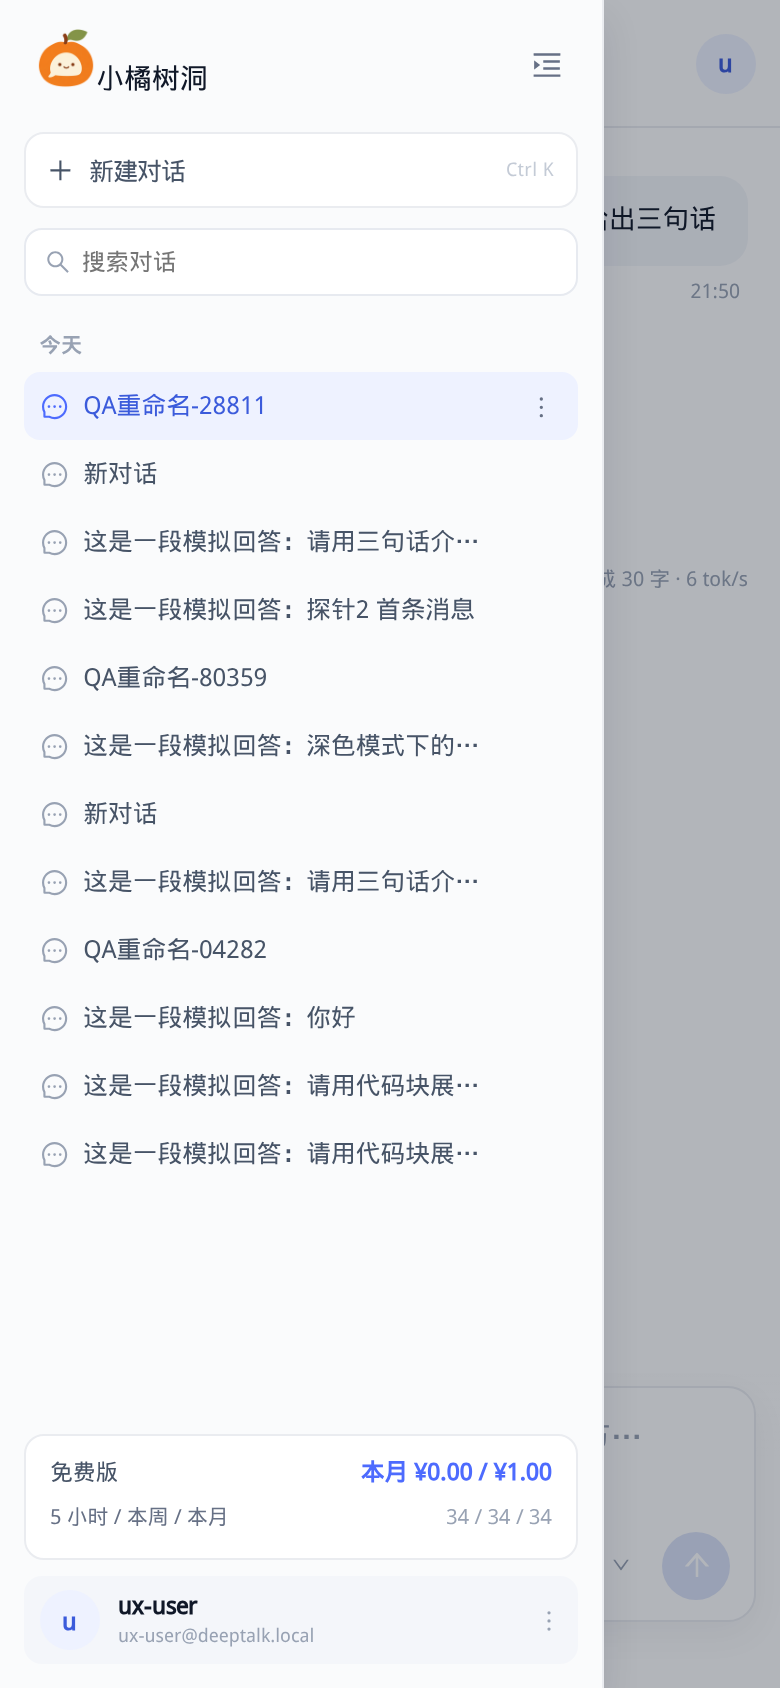 小橘树洞
u
新建对话
Ctrl K
搜索对话
出三句话
21:50
今天
QA重命名-28811
新对话
这是一段模拟回答：请用三句话介…
30 字 · 6 tok/s
这是一段模拟回答：探针2 首条消息
QA重命名-80359
这是一段模拟回答：深色模式下的…
新对话
这是一段模拟回答：请用三句话介…
QA重命名-04282
这是一段模拟回答：你好
这是一段模拟回答：请用代码块展…
这是一段模拟回答：请用代码块展…
…
免费版
本月 ¥0.00 / ¥1.00
5 小时 / 本周 / 本月
34 / 34 / 34
u
ux-user
ux-user@deeptalk.local